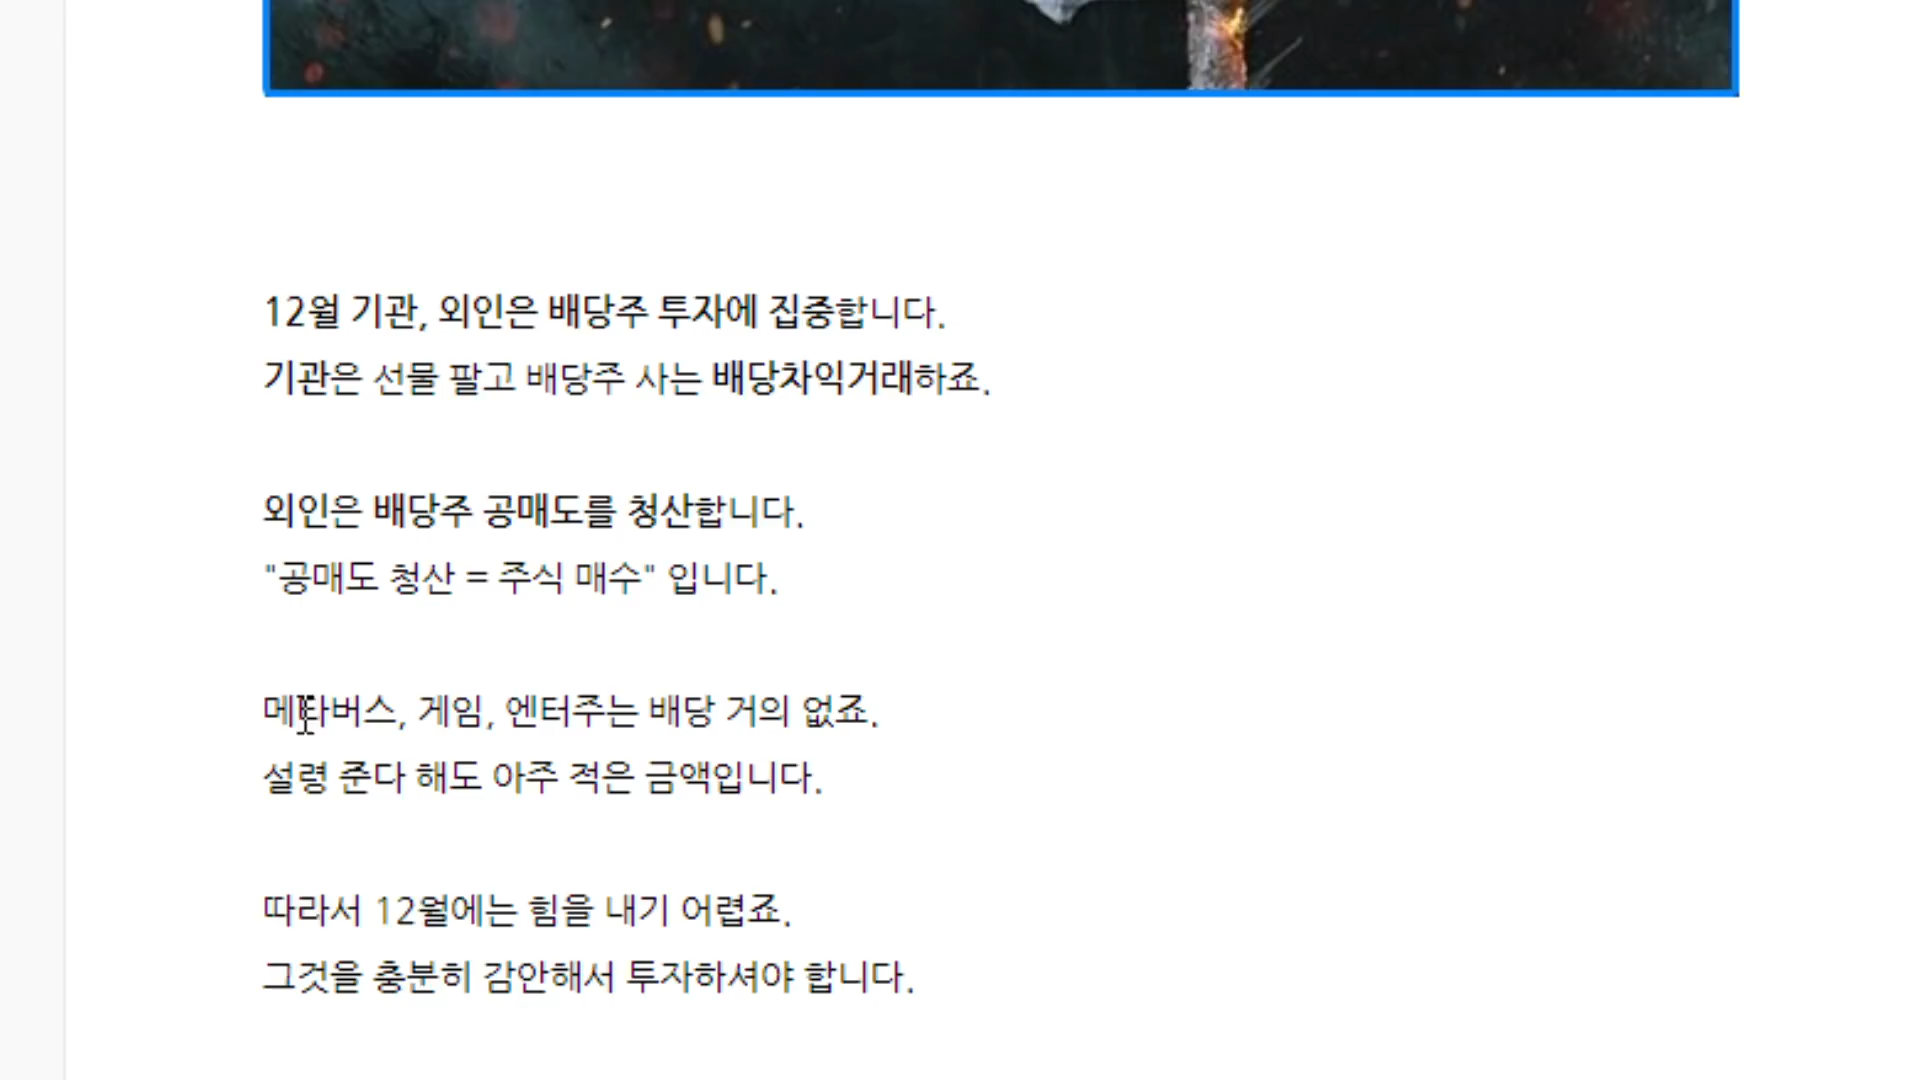 12월 기관, 외인은 배당주 투자에 집중합니다.
기관은 선물 팔고 배당주 사는 배당차익거래하죠.
외인은 배당주 공매도를 청산합니다.
"공매도 청산 = 주식 매수" 입니다.
메타버스, 게임, 엔터주는 배당 거의 없죠.
설령 준다 해도 아주 적은 금액입니다.
따라서 12월에는 힘을 내기 어렵죠.
그것을 충분히 감안해서 투자하셔야 합니다.